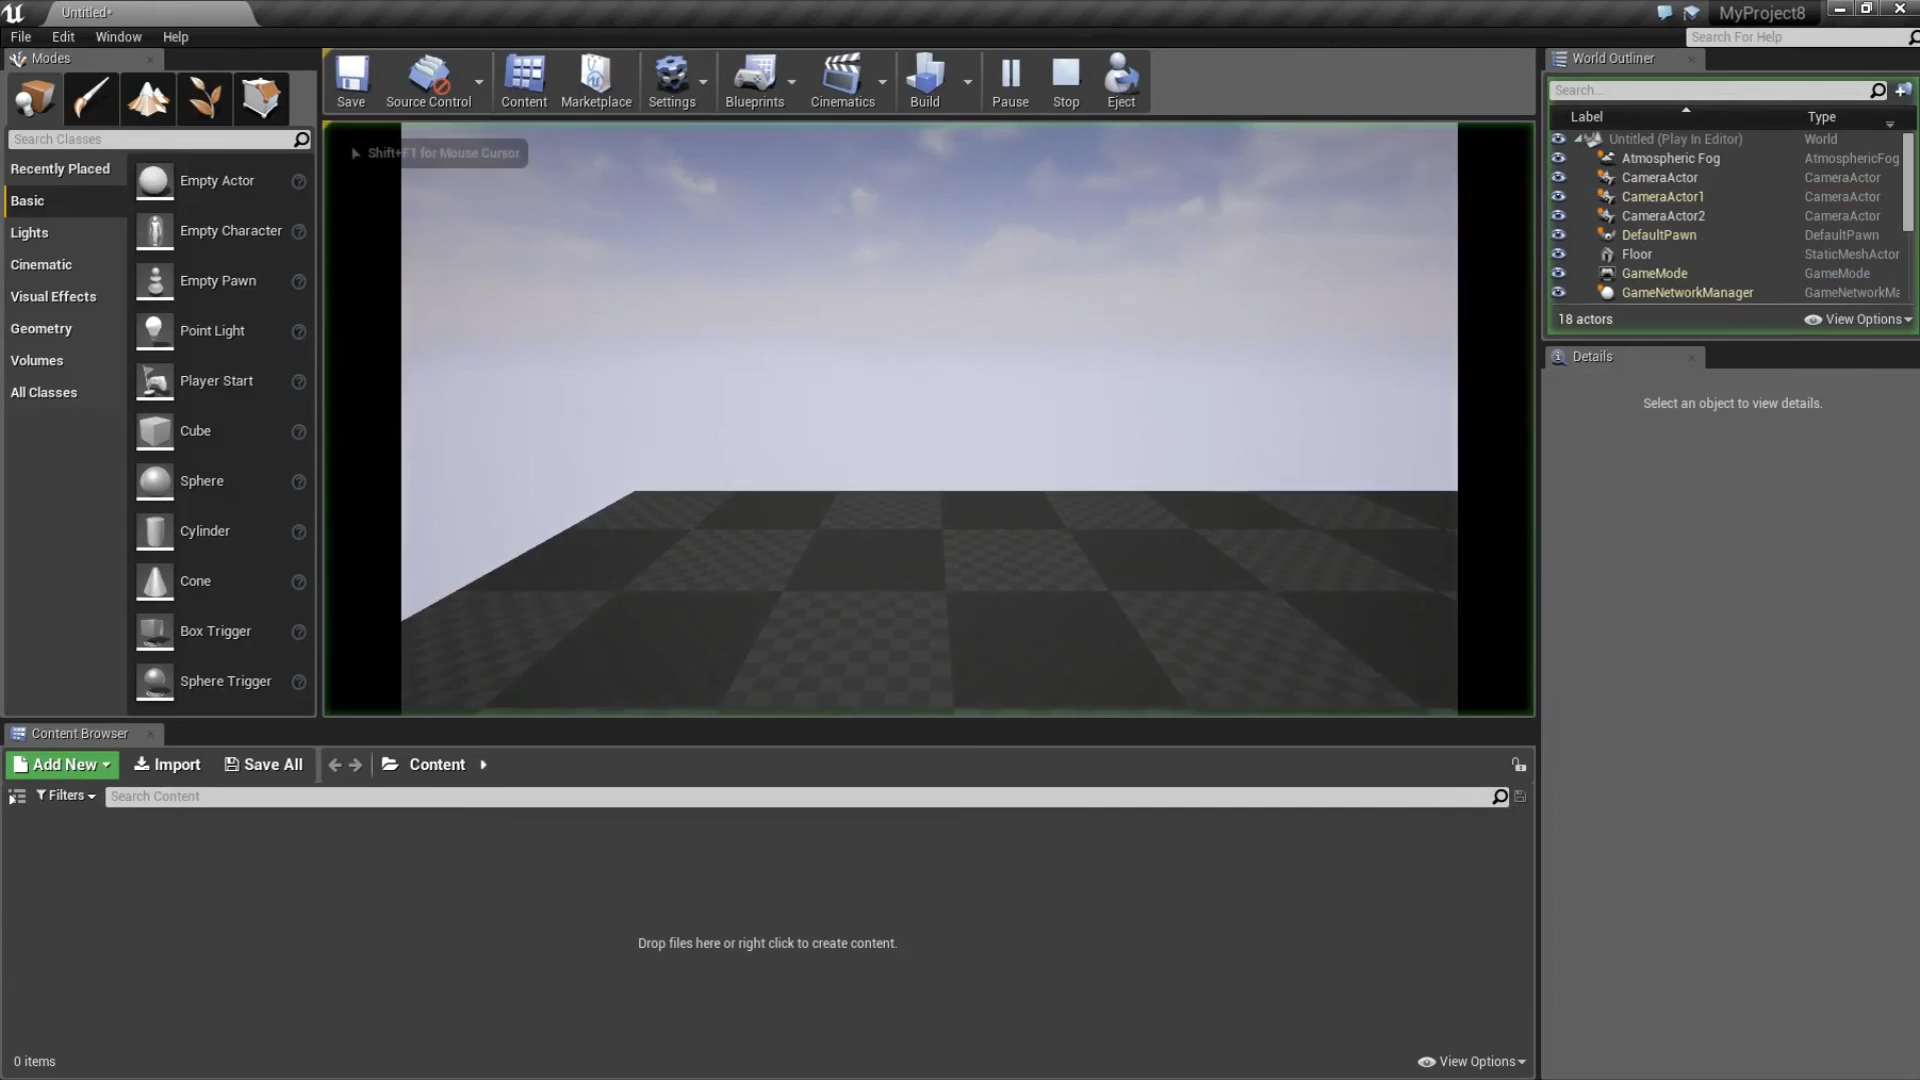 Untitled*
MyProject8
File Edit Window Help
Search For Help
Modes
Search Classes
Recently Placed
Basic
Lights
Cinematic
Visual Effects
Geometry
Volumes
All Classes
Empty Actor
Empty Character
Empty Pawn
Point Light
Player Start
Cube
Sphere
Cylinder
Cone
Box Trigger
Sphere Trigger
Save Source Control Content Marketplace Settings Blueprints Cinematics Build Pause Stop Eject
Shift+F1 for Mouse Cursor
World Outliner
Search...
Label Type
Untitled (Play In Editor) World
Atmospheric Fog AtmosphericFog
CameraActor CameraActor
CameraActor1 CameraActor
CameraActor2 CameraActor
DefaultPawn DefaultPawn
Floor StaticMeshActor
GameMode GameMode
GameNetworkManager GameNetworkMa
18 actors View Options
Details
Select an object to view details.
Content Browser
Add New Import Save All Content
Filters Search Content
Drop files here or right click to create content.
0 items View Options